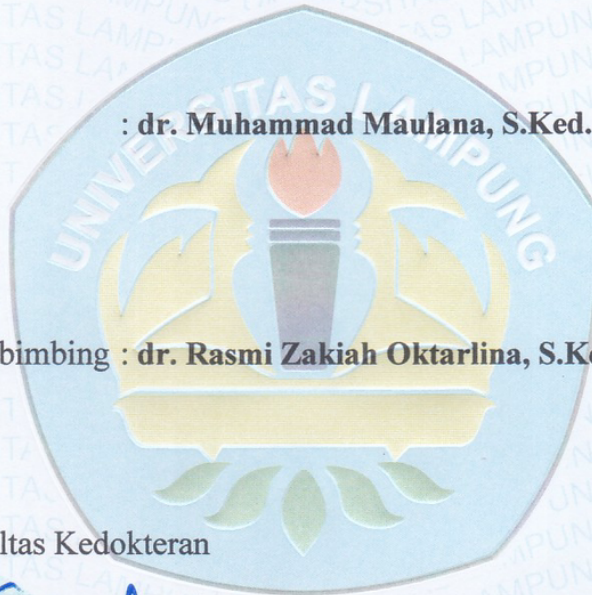 UNIVERSITAS LAMPUNG
: dr. Muhammad Maulana, S.Ked.
bimbing : dr. Rasmi Zakiah Oktarlina, S.Ke
ltas Kedokteran